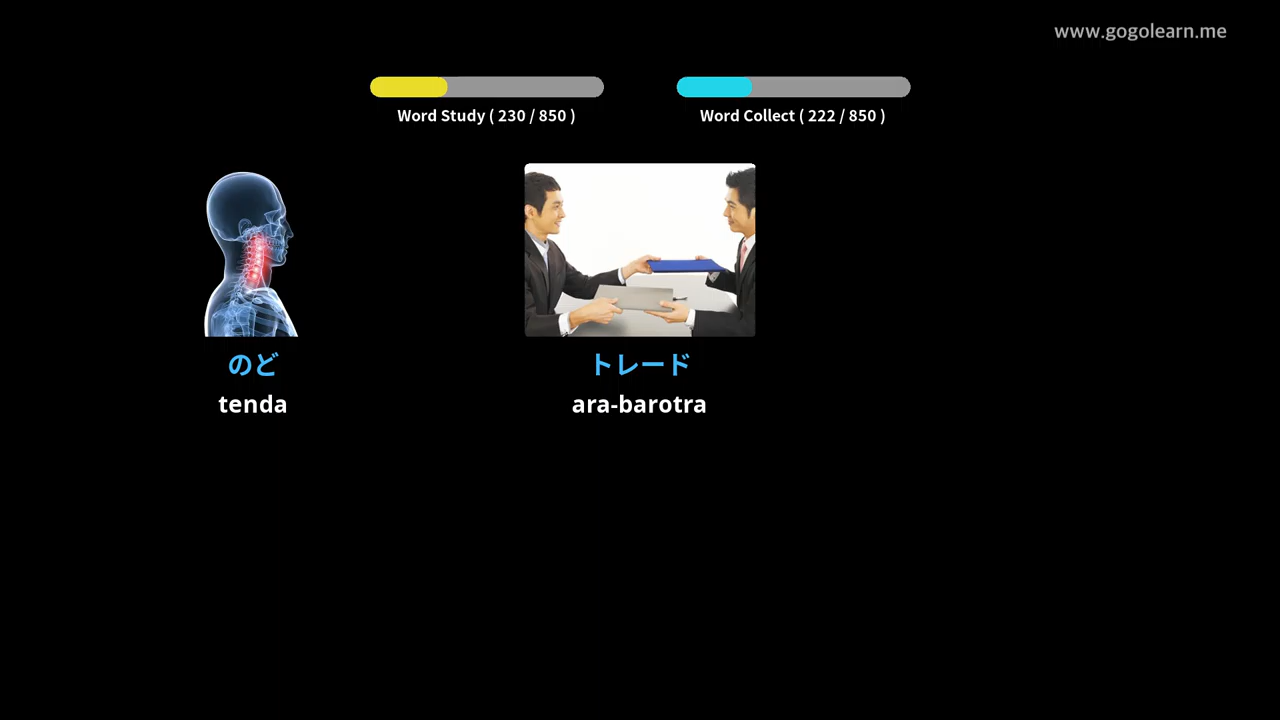 www.gogolearn.me
Word Study ( 230 / 850 )
Word Collect ( 222 / 850 )
のど
トレード
tenda
ara-barotra